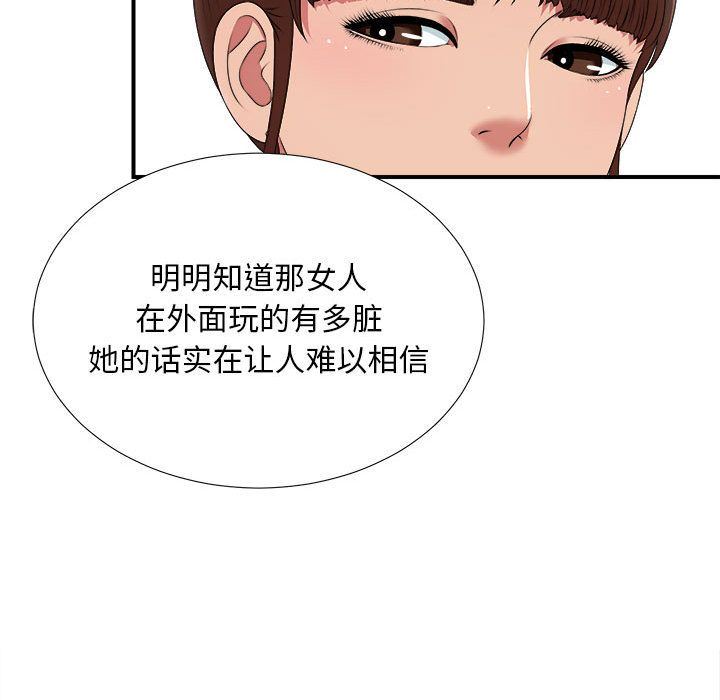 明明知道那女人
在外面玩的有多脏
她的话实在让人难以相信